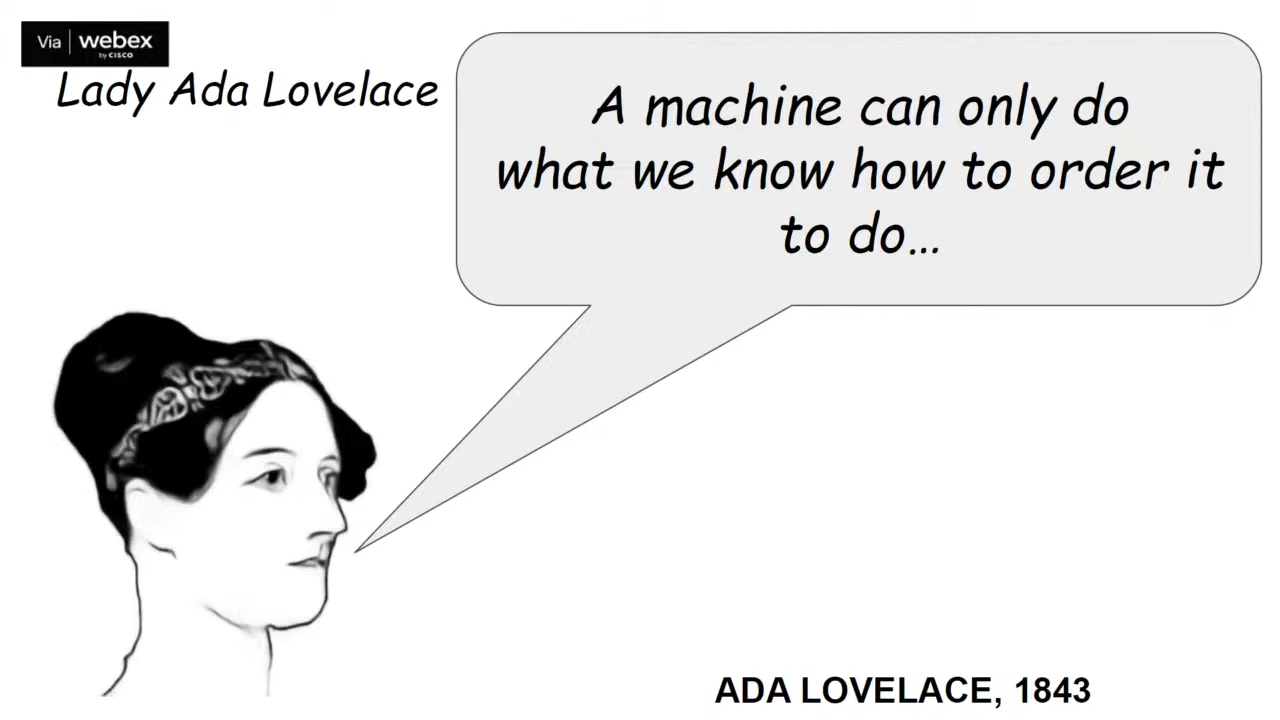 Via | webex
by CISCO
Lady Ada Lovelace
A machine can only do
what we know how to order it
to do...
ADA LOVELACE, 1843